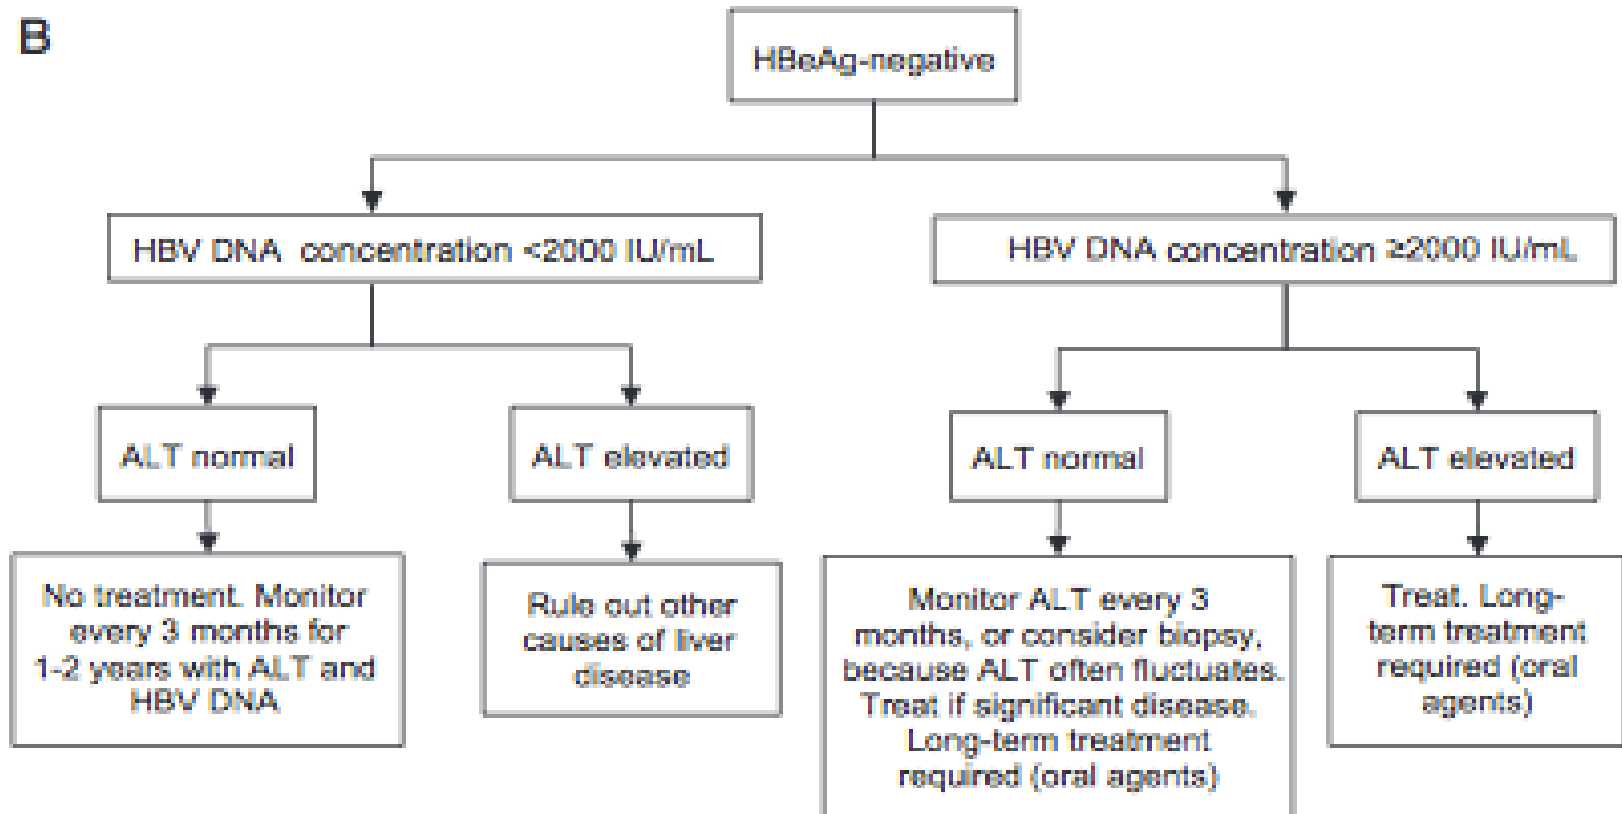 B
HBeAg-negative
HBV DNA concentration <2000 IU/mL
HBV DNA concentration ≥2000 IU/mL
ALT normal
ALT elevated
ALT normal
ALT elevated
No treatment. Monitor
every 3 months for
1-2 years with ALT and
HBV DNA
Rule out other
causes of liver
disease
Monitor ALT every 3
months, or consider biopsy,
because ALT often fluctuates.
Treat if significant disease.
Long-term treatment
required (oral agents)
Treat. Long-
term treatment
required (oral
agents)